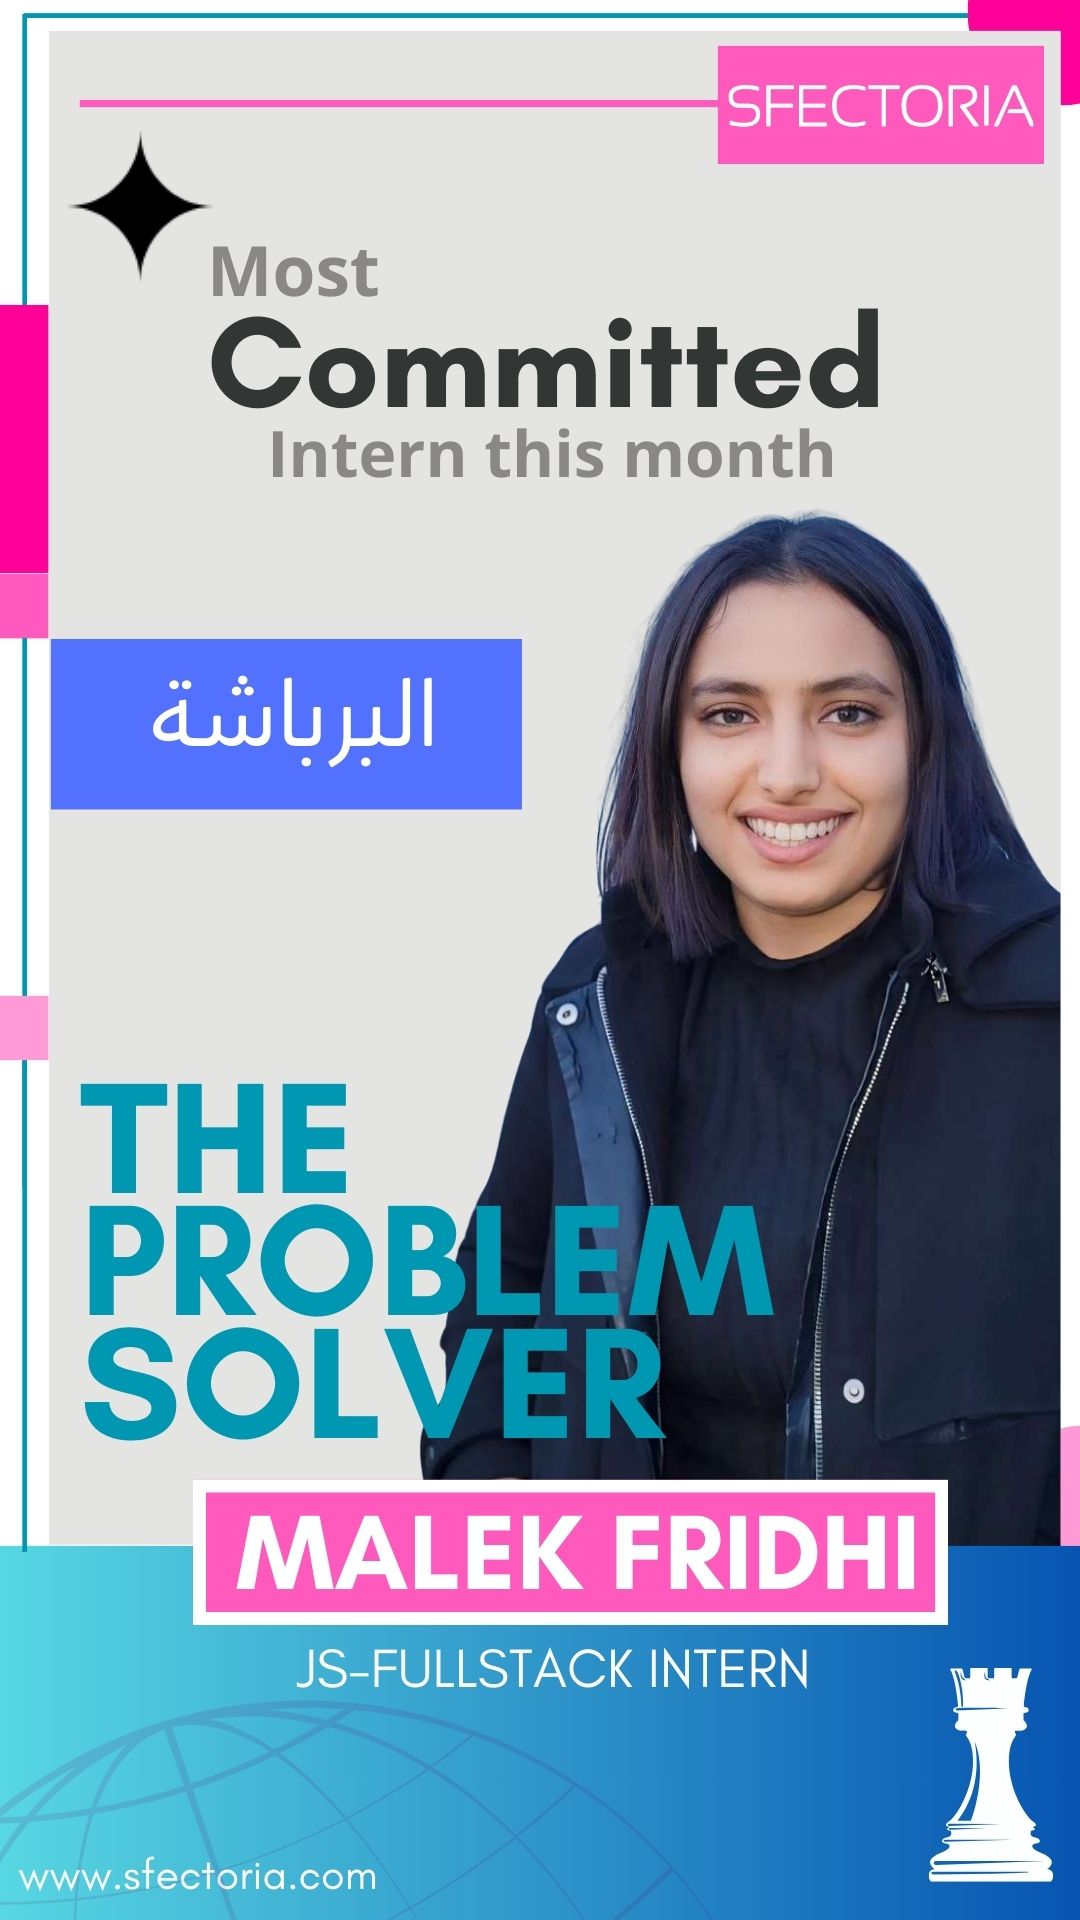 SFECTORIA
Most
Committed
Intern this month
البرباشة
THE
PROBLEM
SOLVER
MALEK FRIDHI
JS-FULLSTACK INTERN
www.sfectoria.com